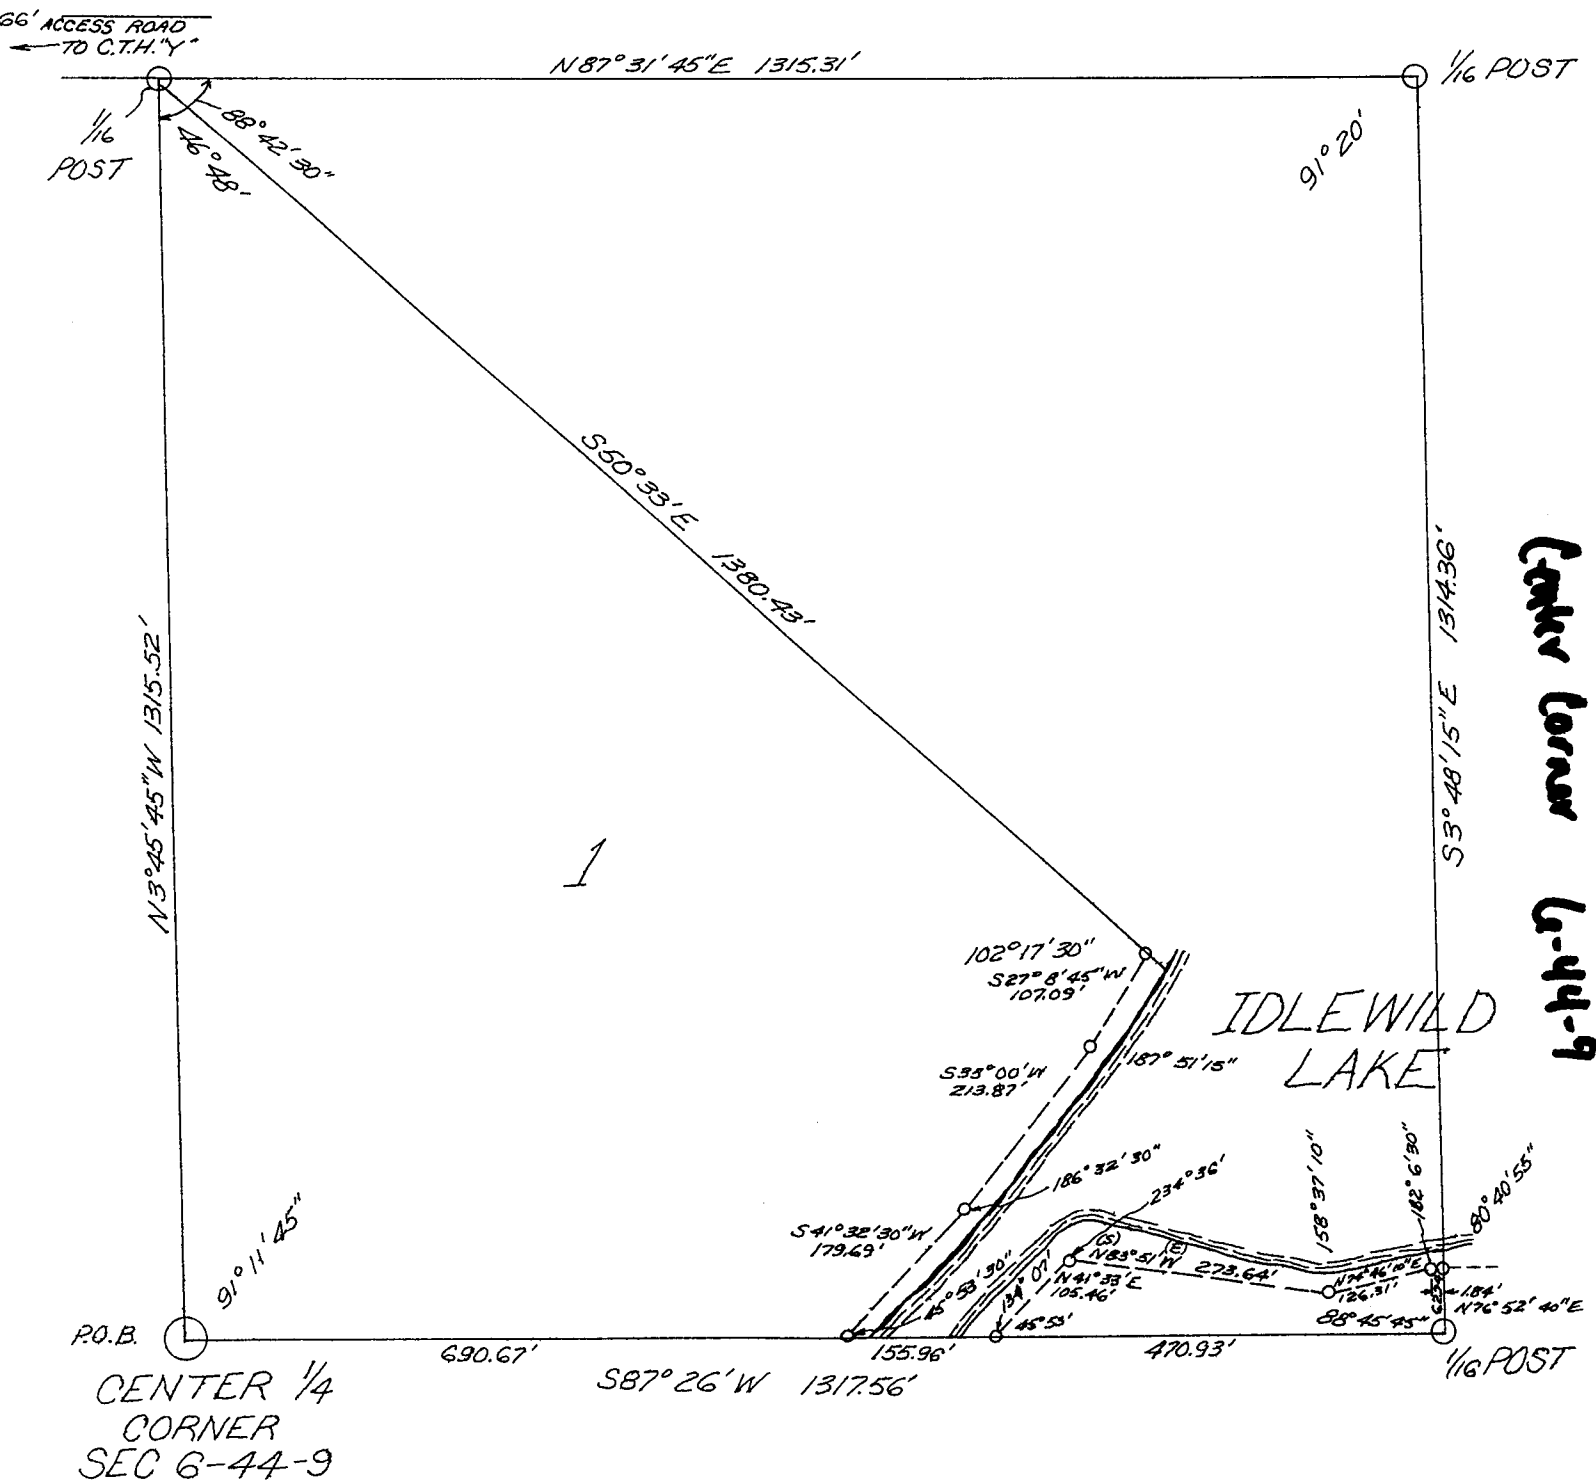 66' ACCESS ROAD
← TO C.T.H. "Y"
N87°31'45"E 1315.31'
1/16 POST
1/16
POST
88°42'30"
46°48'
91°20'
S50°33'E 1380.43'
N3°45'45"W 1315.52'
S3°48'15"E 1314.36'
Center Corner 6-44-9
1
102°17'30"
S27°8'45"W
107.09'
IDLEWILD
LAKE
S35°00'W
213.87'
187°51'15"
186°32'30"
234°36'
158°37'10"
182°6'30"
80°40'55"
S41°32'30"W
179.69'
45°53'30"
134°07'
(S) (E)
N83°51'W 273.64'
N41°33'E
105.46'
N74°46'10"E
126.31'
1.84'
N76°52'40"E
45°53'
88°45'45"
91°11'45"
P.O.B.
690.67'
155.96'
470.93'
S87°26'W 1317.56'
1/16 POST
CENTER 1/4
CORNER
SEC 6-44-9